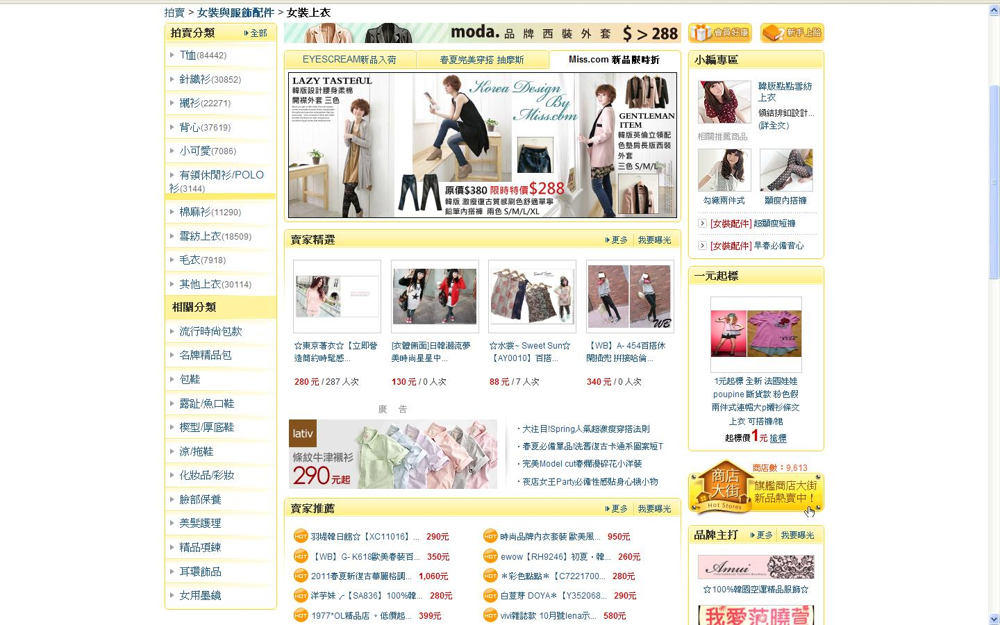 拍賣 > 女裝與服飾配件 > 女裝上衣
拍賣分類
全部
T恤(84442)
針織衫(30852)
襯衫(22271)
背心(37619)
小可愛(7086)
有領休閒衫/POLO
衫(3144)
棉麻衫(11290)
雪紡上衣(18509)
毛衣(7918)
其他上衣(30114)
相關分類
流行時尚包款
名牌精品包
包鞋
露趾/魚口鞋
楔型/厚底鞋
涼/拖鞋
化妝品/彩妝
臉部保養
美髮護理
精品項鍊
耳環飾品
女用墨鏡
moda. 品牌西裝外套 $ > 288
EYESCREAM新品入荷
春夏完美穿搭 抽摩斯
Miss.com 新品限時折
LAZY TASTEfUL
韓版設計腰身柔棉
開襟外套 三色
Korea Design
By
Miss.com
GENTLEMAN
ITEM
韓版英倫立領配
色墊肩長版西裝
外套
三色 S/M/L
原價$380 限時特價$288
韓版 激瘦復古質感刷色舒適單寧
鉛筆內搭褲 兩色 S/M/L/XL
賣家精選
更多
我要曝光
☆東京著衣☆【立即營
造簡約時髦感...
280 元 / 287 人次
[衣體倆面]日韓潮流夢
美時尚星星中...
130 元 / 0 人次
Sweet Sun
☆水裳~ Sweet Sun☆
【AY0010】百搭...
88 元 / 7 人次
WB
【WB】A- 454百搭休
閒插兜 拼接哈倫...
340 元 / 0 人次
廣 告
lativ
條紋牛津襯衫
290元起
‧大注目!Spring人氣超激瘦穿搭法則
‧春夏必備單品!洗舊復古卡通系圖案短T
‧完美Model cut春爛漫碎花小洋裝
‧夜店女王Party必備性感貼身心機小物
賣家推薦
更多
我要曝光
HOT 羽堤韓日館☆【XC11016】... 290元
HOT 【WB】G- K618歐美春裝百... 350元
HOT 2011春夏新復古華麗格調... 1,060元
HOT 洋芋妹╭【SA836】100%韓... 280元
HOT 1977*OL精品店 。低價起... 399元
HOT 時尚品牌內衣套裝 歐美風... 950元
HOT ewow【RH9246】初夏‧韓... 260元
HOT ＊彩色點點＊【C7221700... 280元
HOT 白荳芽 DOYA＊【Y352068... 290元
HOT vivi雜誌款 10月號lena示... 580元
會員好康
新手上路
小編專區
韓版點點雪紡
上衣
領結排釦設計...
(詳全文)
相關推薦商品
勾織兩件式
顯瘦內搭褲
[女裝配件] 超顯瘦短褲
[女裝配件] 早春必備背心
一元起標
1元起標 全新 法國娃娃
poupine 斷貨款 粉色假
兩件式連帽大p襯衫條文
上衣 可搭褲/裙
起標價1元 搶標
商店數：9,613
商店
大街
Hot Stores
旗艦商店大街
新品熱賣中！
品牌主打
更多
我要曝光
Amui
International Fashion Boutique
☆100%韓國空運精品服飾☆
我愛范曉萱